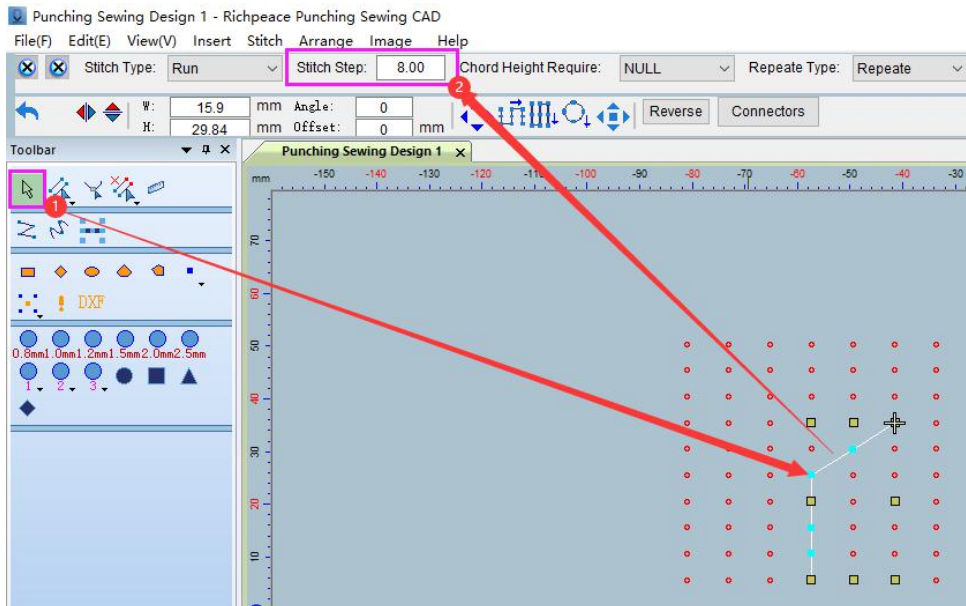 Punching Sewing Design 1 - Richpeace Punching Sewing CAD
File(F) Edit(E) View(V) Insert Stitch Arrange Image Help
Stitch Type: Run Stitch Step: 8.00 Chord Height Require: NULL Repeate Type: Repeate
2
W: 15.9 mm Angle: 0 Reverse Connectors
H: 29.84 mm Offset: 0 mm
Toolbar Punching Sewing Design 1
mm -150 -140 -130 -120 -110 -100 -90 -80 -70 -60 -50 -40 -30
1
70
60
DXF
50
0.8mm 1.0mm 1.2mm 1.5mm 2.0mm 2.5mm
1 2 3
40
30
20
10